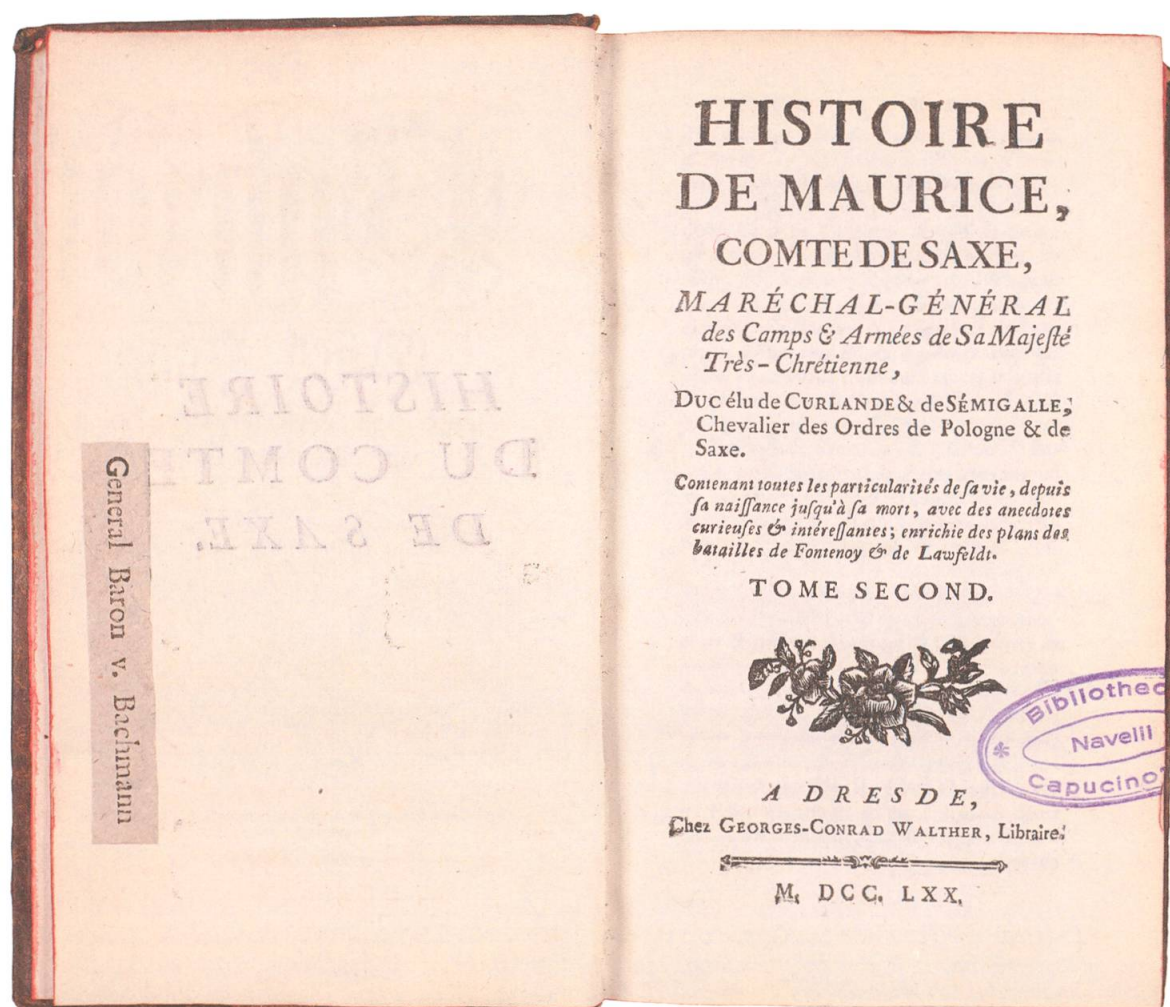 General Baron v. Bachmann
HISTOIRE
DU COMTE
DE SAXE.
HISTOIRE
DE MAURICE,
COMTE DE SAXE,
MARÉCHAL-GÉNÉRAL
des Camps & Armées de Sa Majesté
Très-Chrétienne,
DUC élu de CURLANDE & de SÉMIGALLE,
Chevalier des Ordres de Pologne & de
Saxe.
Contenant toutes les particularités de sa vie, depuis
sa naissance jusqu'à sa mort, avec des anecdotes
curieuses & intéressantes; enrichie des plans des
batailles de Fontenoy & de Lawfeldt.
TOME SECOND.
Bibliothec
Navelii
Capucino
A DRESDE,
Chez GEORGES-CONRAD WALTHER, Libraire.
M. DCC. LXX.